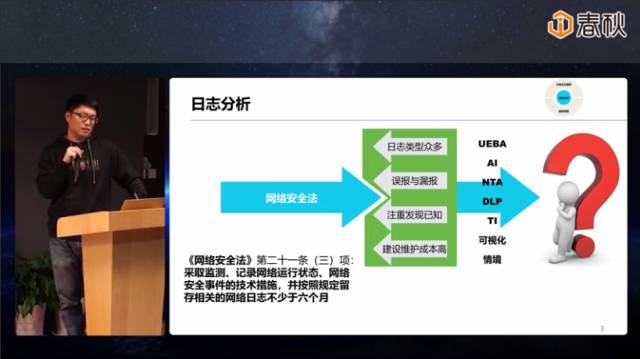 春秋
日志分析
网络安全法
日志类型众多
误报与漏报
注重发现已知
建设维护成本高
UEBA
AI
NTA
DLP
TI
可视化
情境
《网络安全法》第二十一条（三）项：
采取监测、记录网络运行状态、网络
安全事件的技术措施，并按照规定留
存相关的网络日志不少于六个月
3